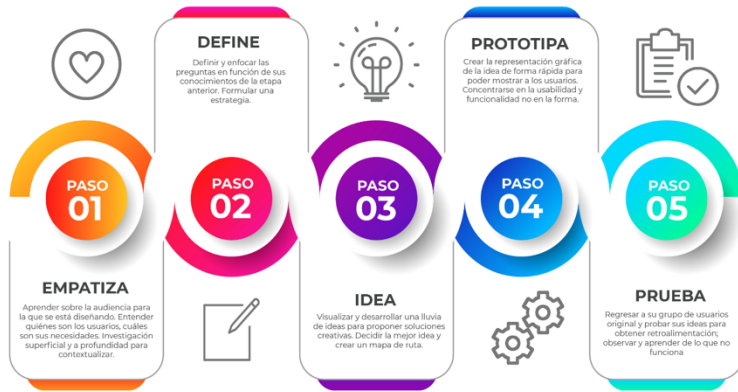 PASO
01
EMPATIZA
Aprender sobre la audiencia para
la que se está diseñando. Entender
quiénes son los usuarios, cuáles
son sus necesidades. Investigación
superficial y a profundidad para
contextualizar.
DEFINE
Definir y enfocar las
preguntas en función de sus
conocimientos de la etapa
anterior. Formular una
estrategia.
PASO
02
PASO
03
IDEA
Visualizar y desarrollar una lluvia
de ideas para proponer soluciones
creativas. Decidir la mejor idea y
crear un mapa de ruta.
PROTOTIPA
Crear la representación gráfica
de la idea de forma rápida para
poder mostrar a los usuarios.
Concentrarse en la usabilidad y
funcionalidad no en la forma.
PASO
04
PASO
05
PRUEBA
Regresar a su grupo de usuarios
original y probar sus ideas para
obtener retroalimentación;
observar y aprender de lo que no
funciona